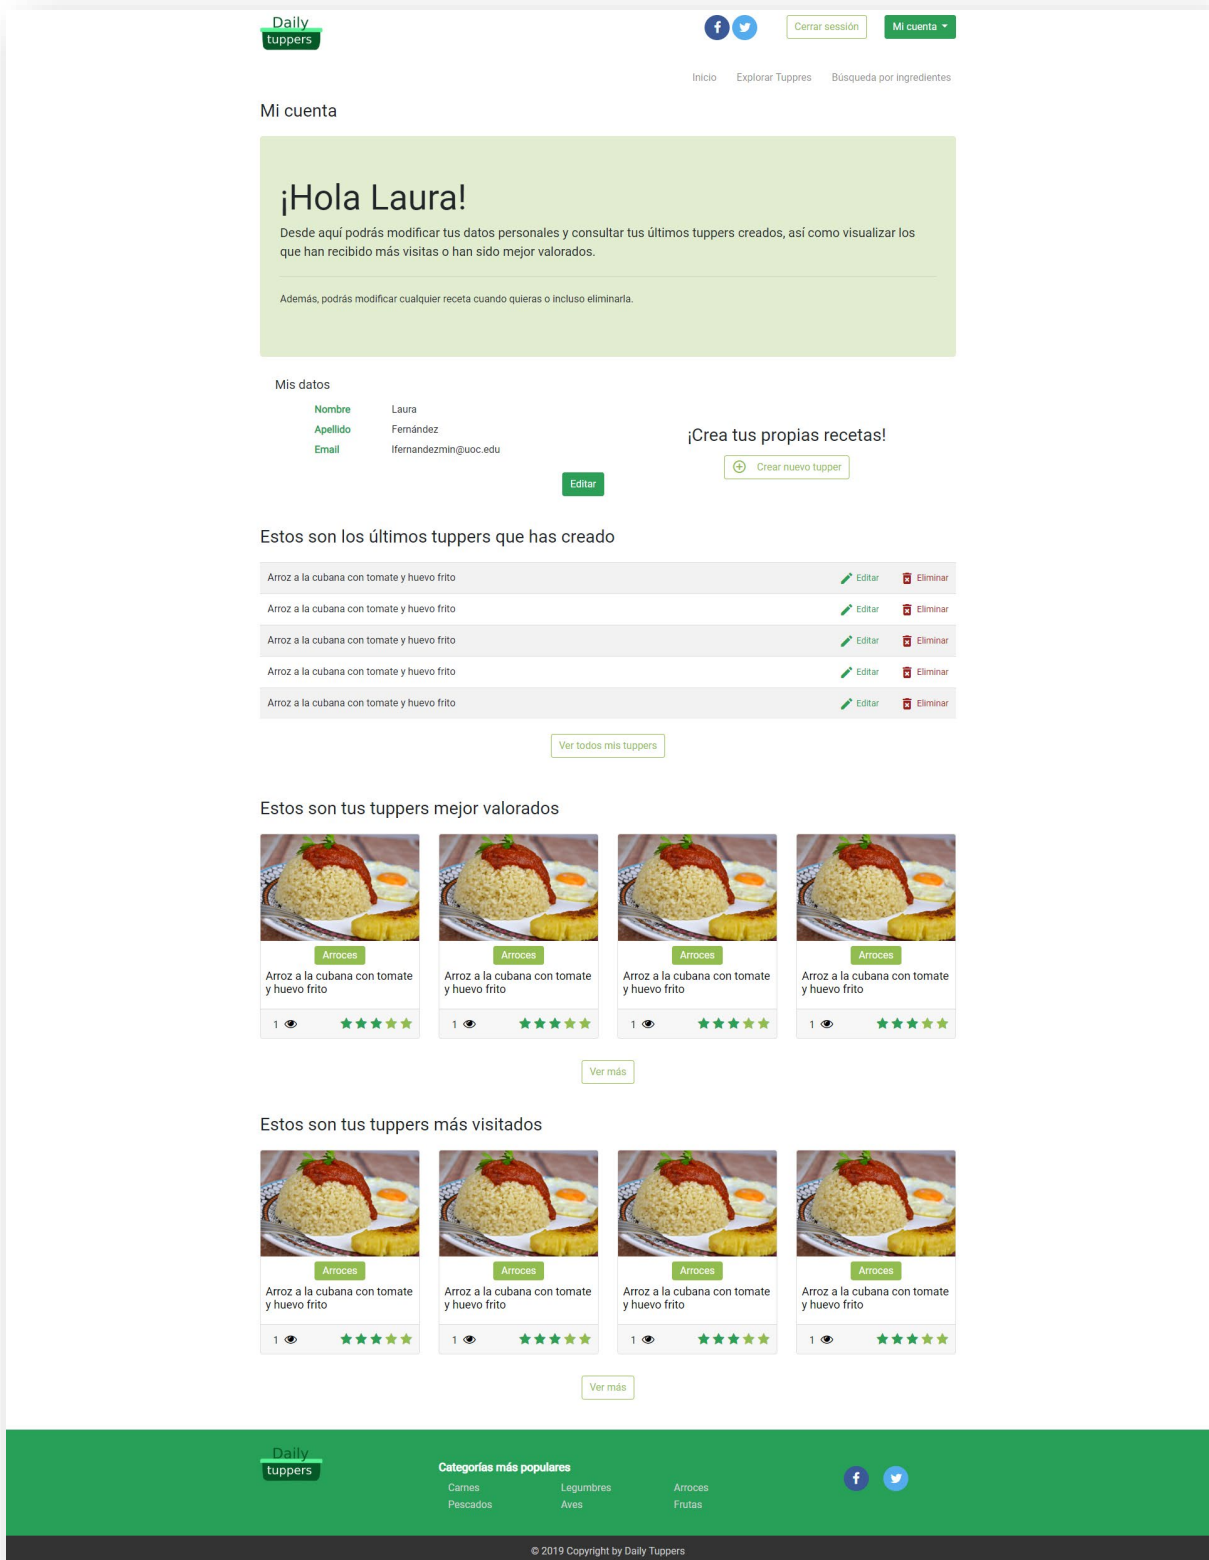 Daily
tuppers
Cerrar sessión
Mi cuenta
Inicio Explorar Tuppres Búsqueda por ingredientes
Mi cuenta
¡Hola Laura!
Desde aquí podrás modificar tus datos personales y consultar tus últimos tuppers creados, así como visualizar los
que han recibido más visitas o han sido mejor valorados.
Además, podrás modificar cualquier receta cuando quieras o incluso eliminarla.
Mis datos
Nombre Laura
Apellido Fernández
Email lfernandezmin@uoc.edu
Editar
¡Crea tus propias recetas!
Crear nuevo tupper
Estos son los últimos tuppers que has creado
Arroz a la cubana con tomate y huevo frito Editar Eliminar
Arroz a la cubana con tomate y huevo frito Editar Eliminar
Arroz a la cubana con tomate y huevo frito Editar Eliminar
Arroz a la cubana con tomate y huevo frito Editar Eliminar
Arroz a la cubana con tomate y huevo frito Editar Eliminar
Ver todos mis tuppers
Estos son tus tuppers mejor valorados
Arroces
Arroz a la cubana con tomate
y huevo frito
1
Arroces
Arroz a la cubana con tomate
y huevo frito
1
Arroces
Arroz a la cubana con tomate
y huevo frito
1
Arroces
Arroz a la cubana con tomate
y huevo frito
1
Ver más
Estos son tus tuppers más visitados
Arroces
Arroz a la cubana con tomate
y huevo frito
1
Arroces
Arroz a la cubana con tomate
y huevo frito
1
Arroces
Arroz a la cubana con tomate
y huevo frito
1
Arroces
Arroz a la cubana con tomate
y huevo frito
1
Ver más
Daily
tuppers
Categorías más populares
Carnes Legumbres Arroces
Pescados Aves Frutas
© 2019 Copyright by Daily Tuppers